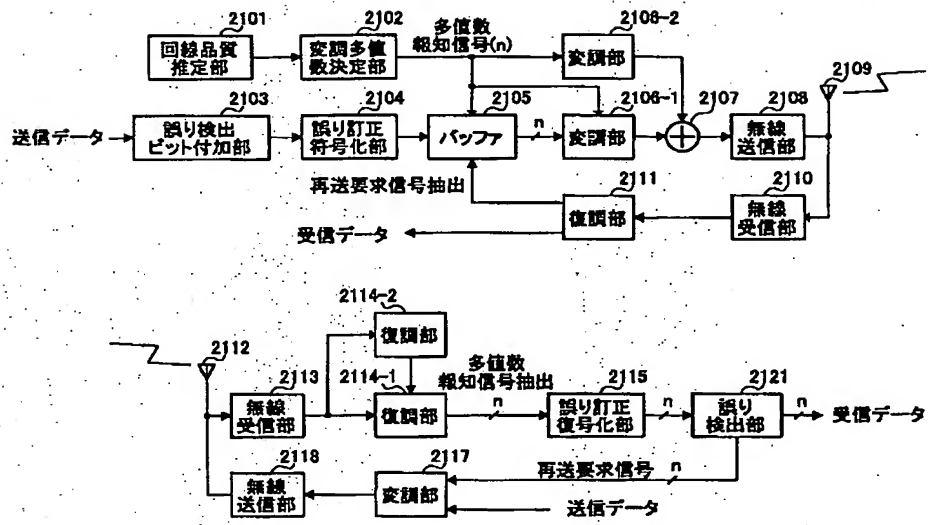 2101
回線品質
推定部
2102
変調多値
数決定部
多値数
報知信号(n)
2106-2
変調部
2109
2103
誤り検出
ビット付加部
2104
誤り訂正
符号化部
2105
バッファ
n
2106-1
変調部
2107
2108
無線
送信部
送信データ
再送要求信号抽出
2111
復調部
2110
無線
受信部
受信データ
2114-2
復調部
2112
2113
無線
受信部
2114-1
復調部
多値数
報知信号抽出
n
2115
誤り訂正
復号化部
n
2121
誤り
検出部
n
受信データ
2118
無線
送信部
2117
変調部
再送要求信号
n
送信データ